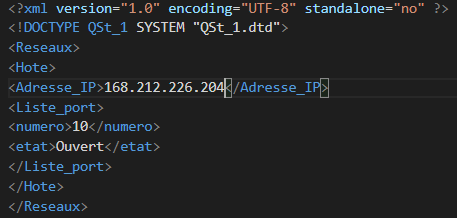 <?xml version="1.0" encoding="UTF-8" standalone="no" ?>
<!DOCTYPE QSt_1 SYSTEM "QSt_1.dtd">
<Reseaux>
<Hote>
<Adresse_IP>168.212.226.204</Adresse_IP>
<Liste_port>
<numero>10</numero>
<etat>Ouvert</etat>
</Liste_port>
</Hote>
</Reseaux>